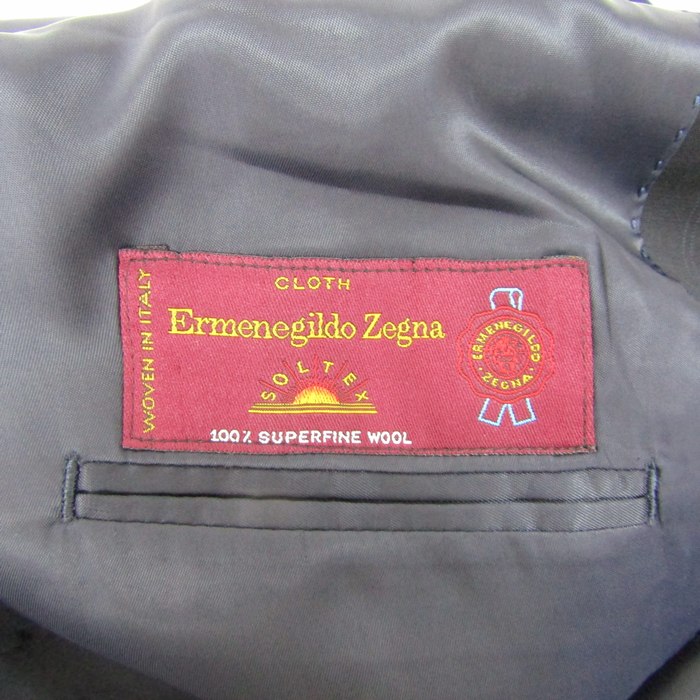 WOVEN IN ITALY
CLOTH
Ermenegildo Zegna
SOLTEX
100% SUPERFINE WOOL
ERMENEGILDO
· ZEGNA ·